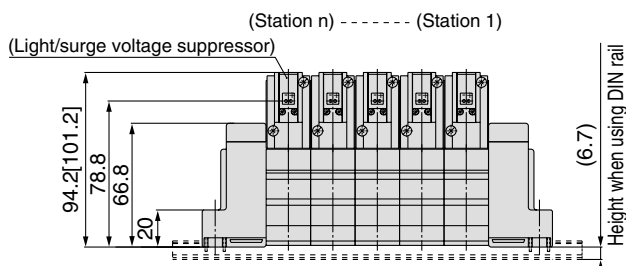 (Station n) - - - - - - - (Station 1)
(Light/surge voltage suppressor)
94.2[101.2]
78.8
66.8
20
(6.7)
Height when using DIN rail